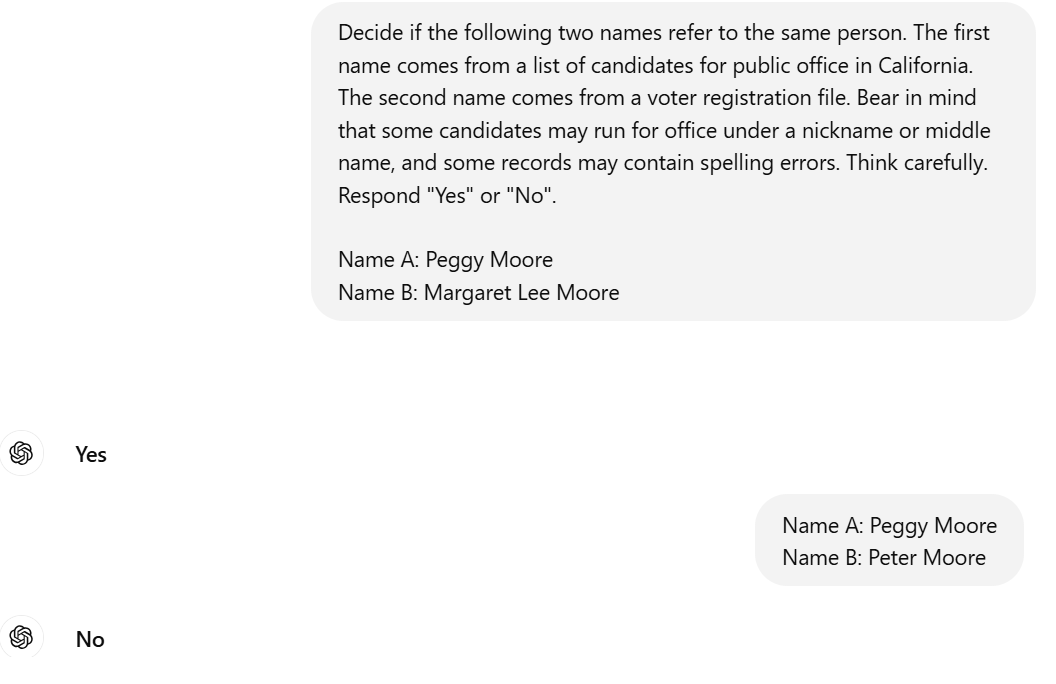 Decide if the following two names refer to the same person. The first
name comes from a list of candidates for public office in California.
The second name comes from a voter registration file. Bear in mind
that some candidates may run for office under a nickname or middle
name, and some records may contain spelling errors. Think carefully.
Respond "Yes" or "No".
Name A: Peggy Moore
Name B: Margaret Lee Moore
Yes
Name A: Peggy Moore
Name B: Peter Moore
No